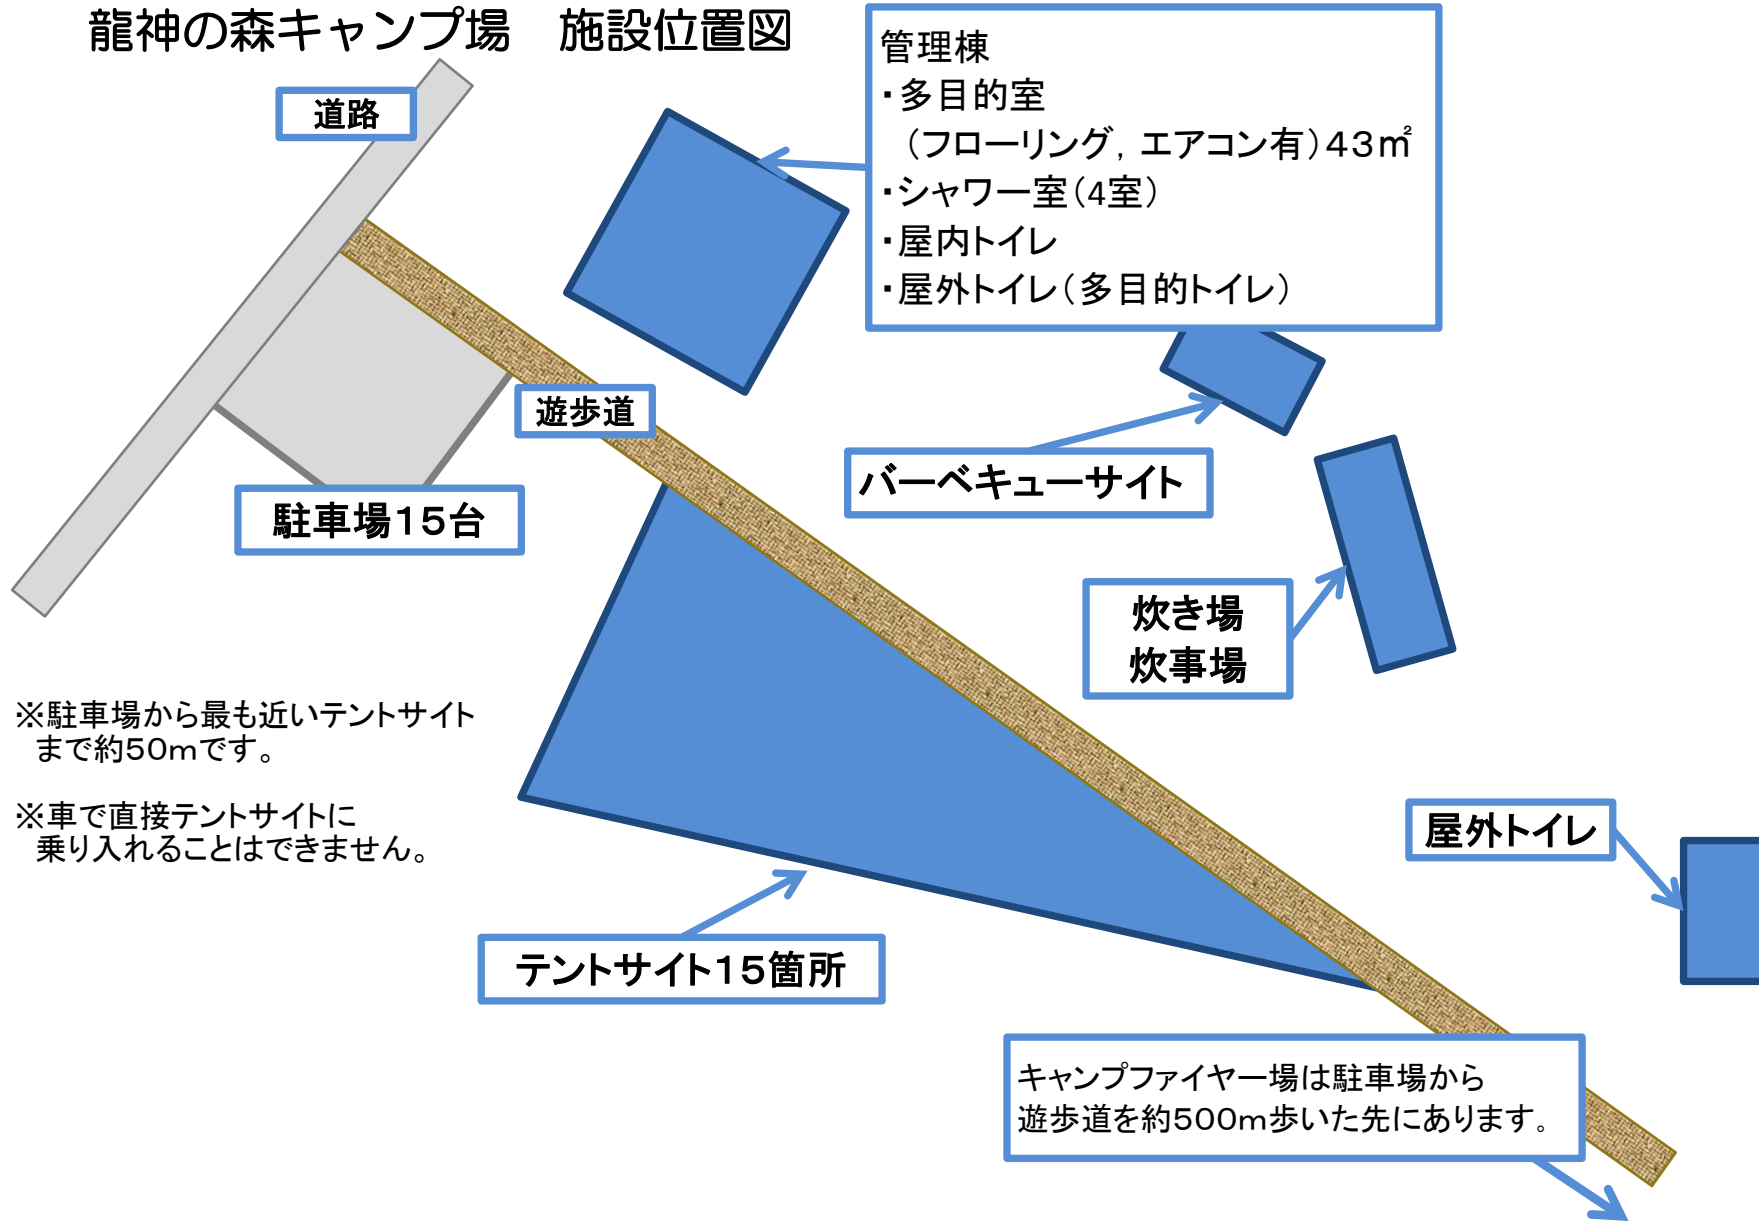 龍神の森キャンプ場　施設位置図
管理棟
・多目的室
（フローリング，エアコン有）４３㎡
・シャワー室（4室）
・屋内トイレ
・屋外トイレ（多目的トイレ）
道路
遊歩道
バーベキューサイト
駐車場１５台
炊き場
炊事場
※駐車場から最も近いテントサイト
まで約５０ｍです。
※車で直接テントサイトに
乗り入れることはできません。
屋外トイレ
テントサイト１５箇所
キャンプファイヤー場は駐車場から
遊歩道を約５００ｍ歩いた先にあります。